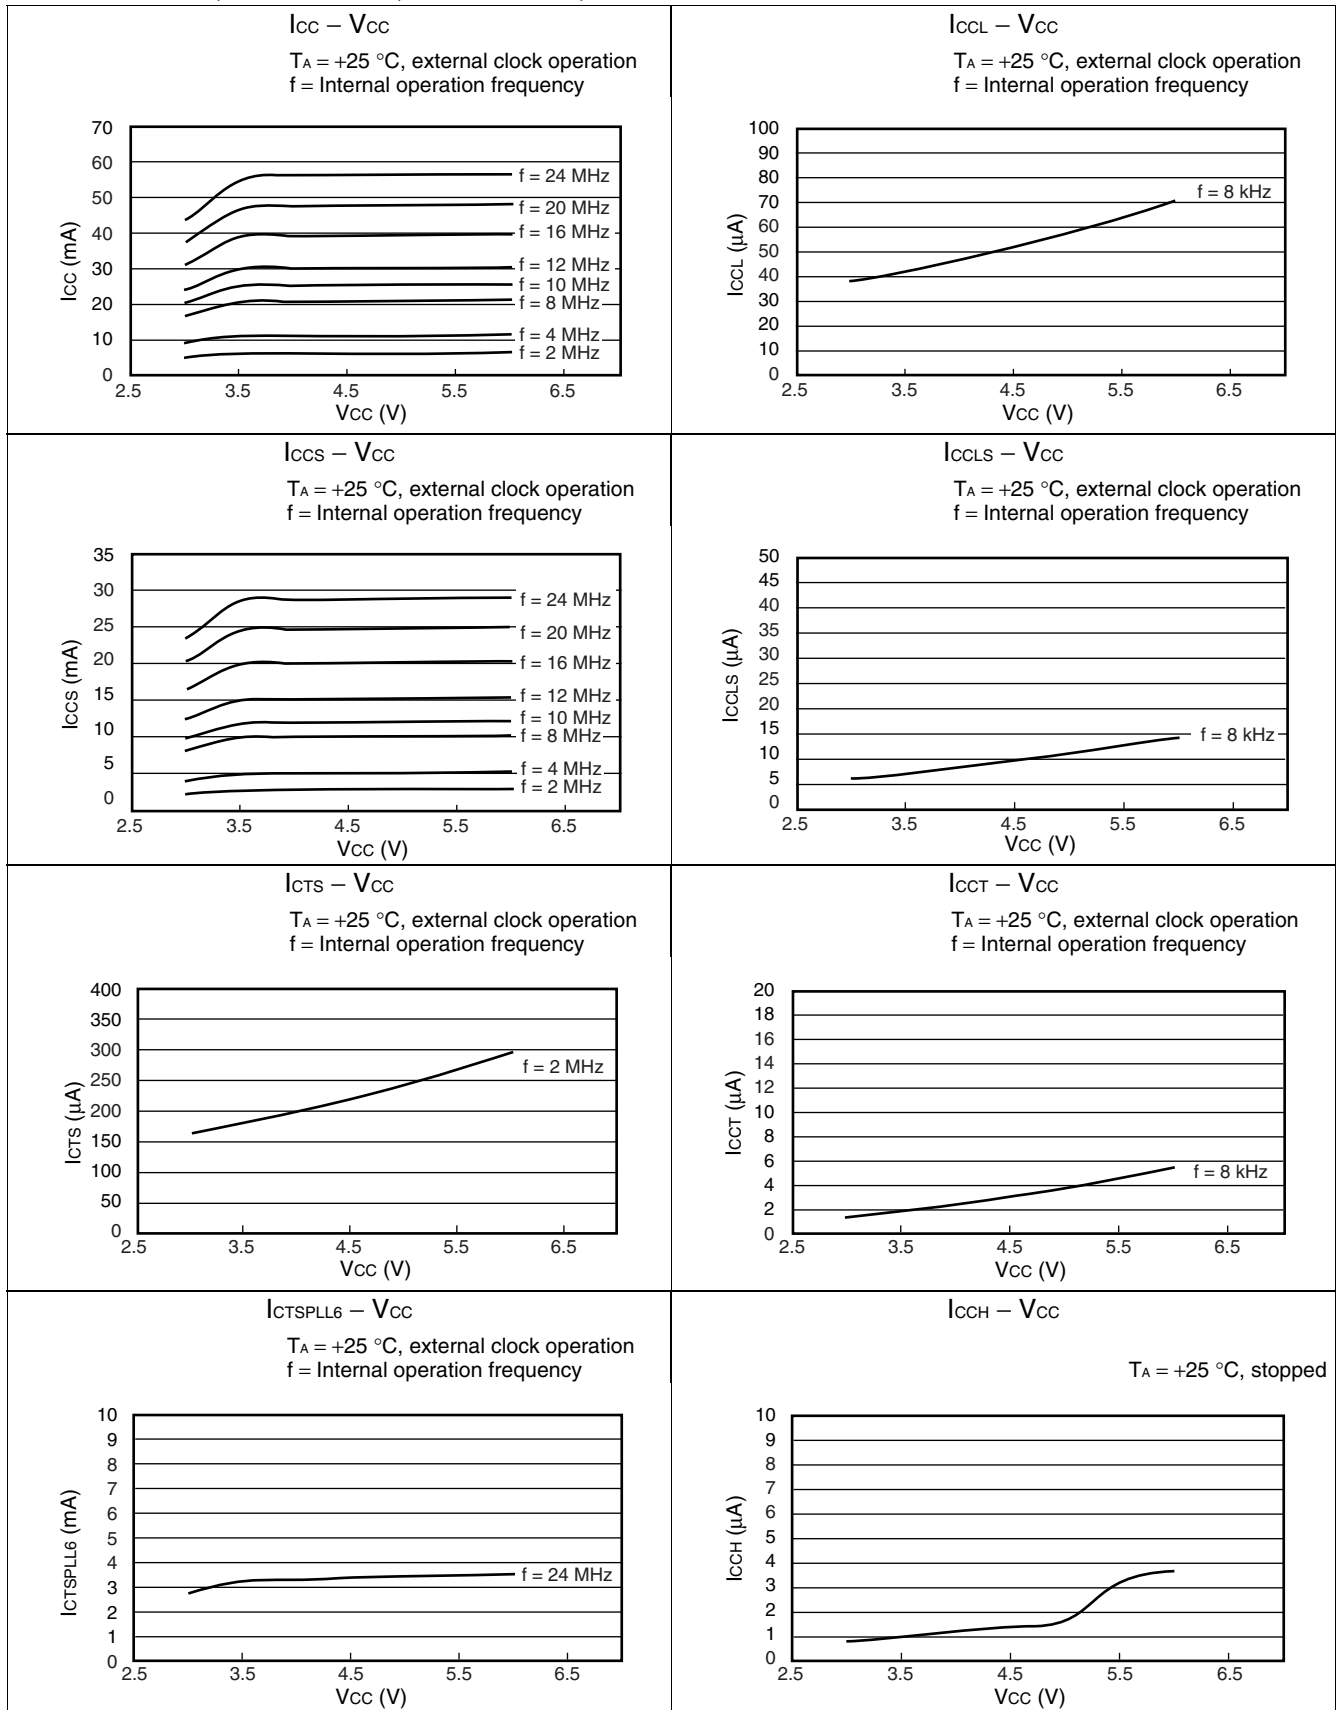 ICC – VCC
TA = +25 °C, external clock operation
f = Internal operation frequency
70
60
50
40
30
20
10
0
ICC (mA)
f = 24 MHz
f = 20 MHz
f = 16 MHz
f = 12 MHz
f = 10 MHz
f = 8 MHz
f = 4 MHz
f = 2 MHz
2.5 3.5 4.5 5.5 6.5
VCC (V)
ICCL – VCC
TA = +25 °C, external clock operation
f = Internal operation frequency
100
90
80
70
60
50
40
30
20
10
0
ICCL (µA)
f = 8 kHz
2.5 3.5 4.5 5.5 6.5
VCC (V)
ICCS – VCC
TA = +25 °C, external clock operation
f = Internal operation frequency
35
30
25
20
15
10
5
0
ICCS (mA)
f = 24 MHz
f = 20 MHz
f = 16 MHz
f = 12 MHz
f = 10 MHz
f = 8 MHz
f = 4 MHz
f = 2 MHz
2.5 3.5 4.5 5.5 6.5
VCC (V)
ICCLS – VCC
TA = +25 °C, external clock operation
f = Internal operation frequency
50
45
40
35
30
25
20
15
10
5
0
ICCLS (µA)
f = 8 kHz
2.5 3.5 4.5 5.5 6.5
VCC (V)
ICTS – VCC
TA = +25 °C, external clock operation
f = Internal operation frequency
400
350
300
250
200
150
100
50
0
ICTS (µA)
f = 2 MHz
2.5 3.5 4.5 5.5 6.5
VCC (V)
ICCT – VCC
TA = +25 °C, external clock operation
f = Internal operation frequency
20
18
16
14
12
10
8
6
4
2
0
ICCT (µA)
f = 8 kHz
2.5 3.5 4.5 5.5 6.5
VCC (V)
ICTSPLL6 – VCC
TA = +25 °C, external clock operation
f = Internal operation frequency
10
9
8
7
6
5
4
3
2
1
0
ICTSPLL6 (mA)
f = 24 MHz
2.5 3.5 4.5 5.5 6.5
VCC (V)
ICCH – VCC
TA = +25 °C, stopped
10
9
8
7
6
5
4
3
2
1
0
ICCH (µA)
2.5 3.5 4.5 5.5 6.5
VCC (V)